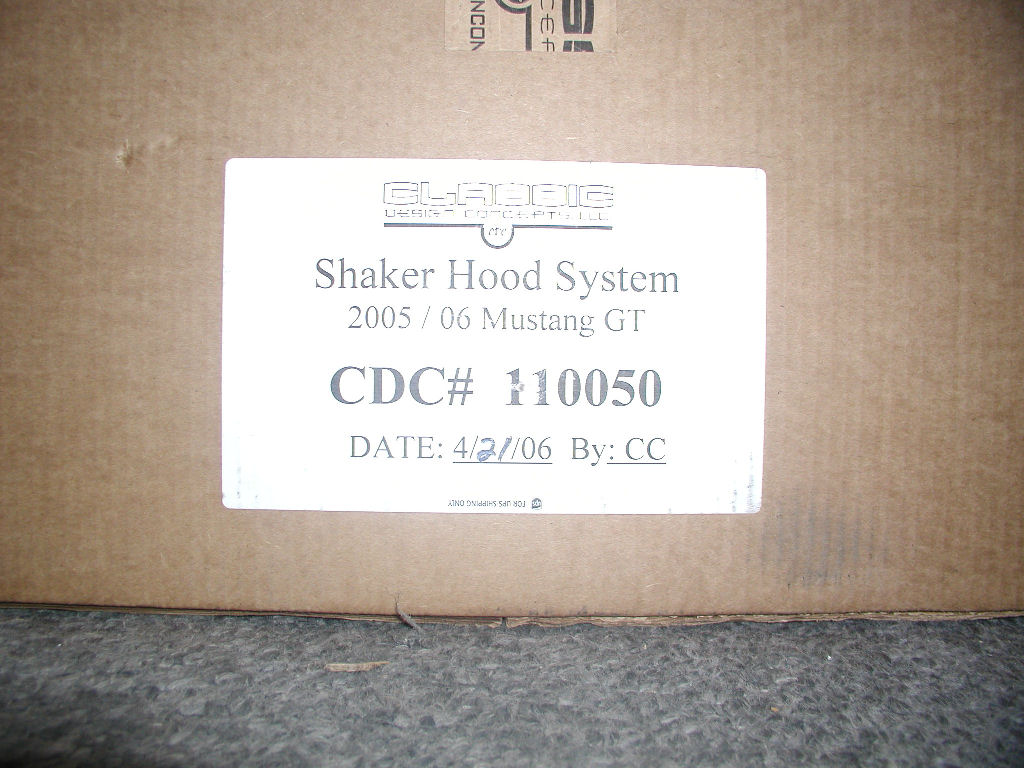 CLASSIC
DESIGN CONCEPTS, LLC
cdc
Shaker Hood System
2005 / 06 Mustang GT
CDC# 110050
DATE: 4/21/06 By: CC
FOR UPS SHIPPING ONLY